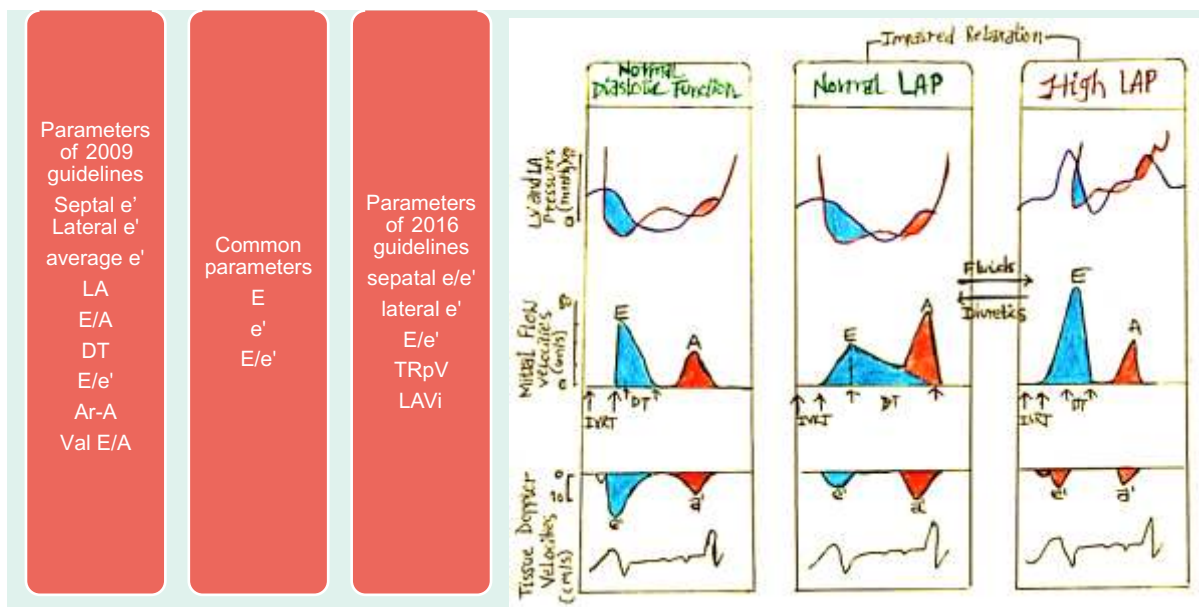 Parameters
of 2009
guidelines
Septal e’
Lateral e'
average e'
LA
E/A
DT
E/e'
Ar-A
Val E/A
Common
parameters
E
e'
E/e'
Parameters
of 2016
guidelines
sepatal e/e'
lateral e'
E/e'
TRpV
LAVi
Impaired Relaxation
Normal
Diastolic Function
Normal LAP
High LAP
LV and LA
Pressures
Fluids
Diuretics
Mitral Flow
velocities
(cm/s)
E
A
IVRT
DT
E
A
IVRT
DT
E
A
IVRT
DT
Tissue Doppler
Velocities
(cm/s)
0
10
e'
a'
e'
a'
e'
a'